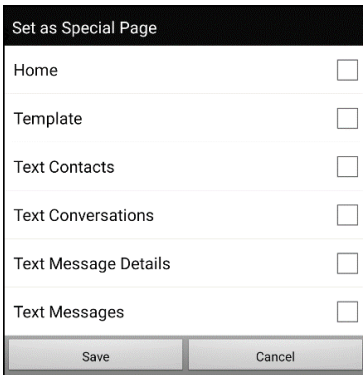 Set as Special Page
Home
Template
Text Contacts
Text Conversations
Text Message Details
Text Messages
Save Cancel